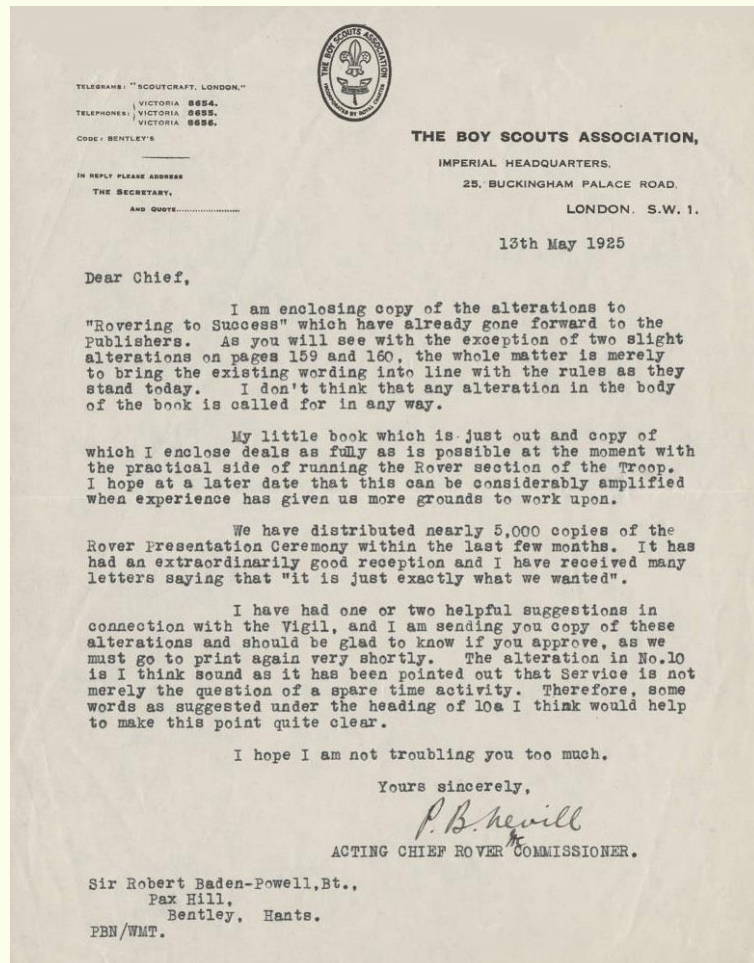 THE BOY SCOUTS ASSOCIATION
INCORPORATED BY ROYAL CHARTER
TELEGRAMS: "SCOUTCRAFT, LONDON."
TELEPHONES: VICTORIA 8654.
VICTORIA 8655.
VICTORIA 8656.
CODE: BENTLEY'S
IN REPLY PLEASE ADDRESS
THE SECRETARY,
AND QUOTE........................
THE BOY SCOUTS ASSOCIATION,
IMPERIAL HEADQUARTERS,
25, BUCKINGHAM PALACE ROAD,
LONDON. S.W. 1.
13th May 1925
Dear Chief,
I am enclosing copy of the alterations to
"Rovering to Success" which have already gone forward to the
Publishers. As you will see with the exception of two slight
alterations on pages 159 and 160, the whole matter is merely
to bring the existing wording into line with the rules as they
stand today. I don't think that any alteration in the body
of the book is called for in any way.
My little book which is just out and copy of
which I enclose deals as fully as is possible at the moment with
the practical side of running the Rover section of the Troop.
I hope at a later date that this can be considerably amplified
when experience has given us more grounds to work upon.
We have distributed nearly 5,000 copies of the
Rover Presentation Ceremony within the last few months. It has
had an extraordinarily good reception and I have received many
letters saying that "it is just exactly what we wanted".
I have had one or two helpful suggestions in
connection with the Vigil, and I am sending you copy of these
alterations and should be glad to know if you approve, as we
must go to print again very shortly. The alteration in No.10
is I think sound as it has been pointed out that Service is not
merely the question of a spare time activity. Therefore, some
words as suggested under the heading of 10a I think would help
to make this point quite clear.
I hope I am not troubling you too much.
Yours sincerely,
P. B. Nevill
ACTING CHIEF ROVER COMMISSIONER.
Sir Robert Baden-Powell,Bt.,
Pax Hill,
Bentley, Hants.
PBN/WMT.